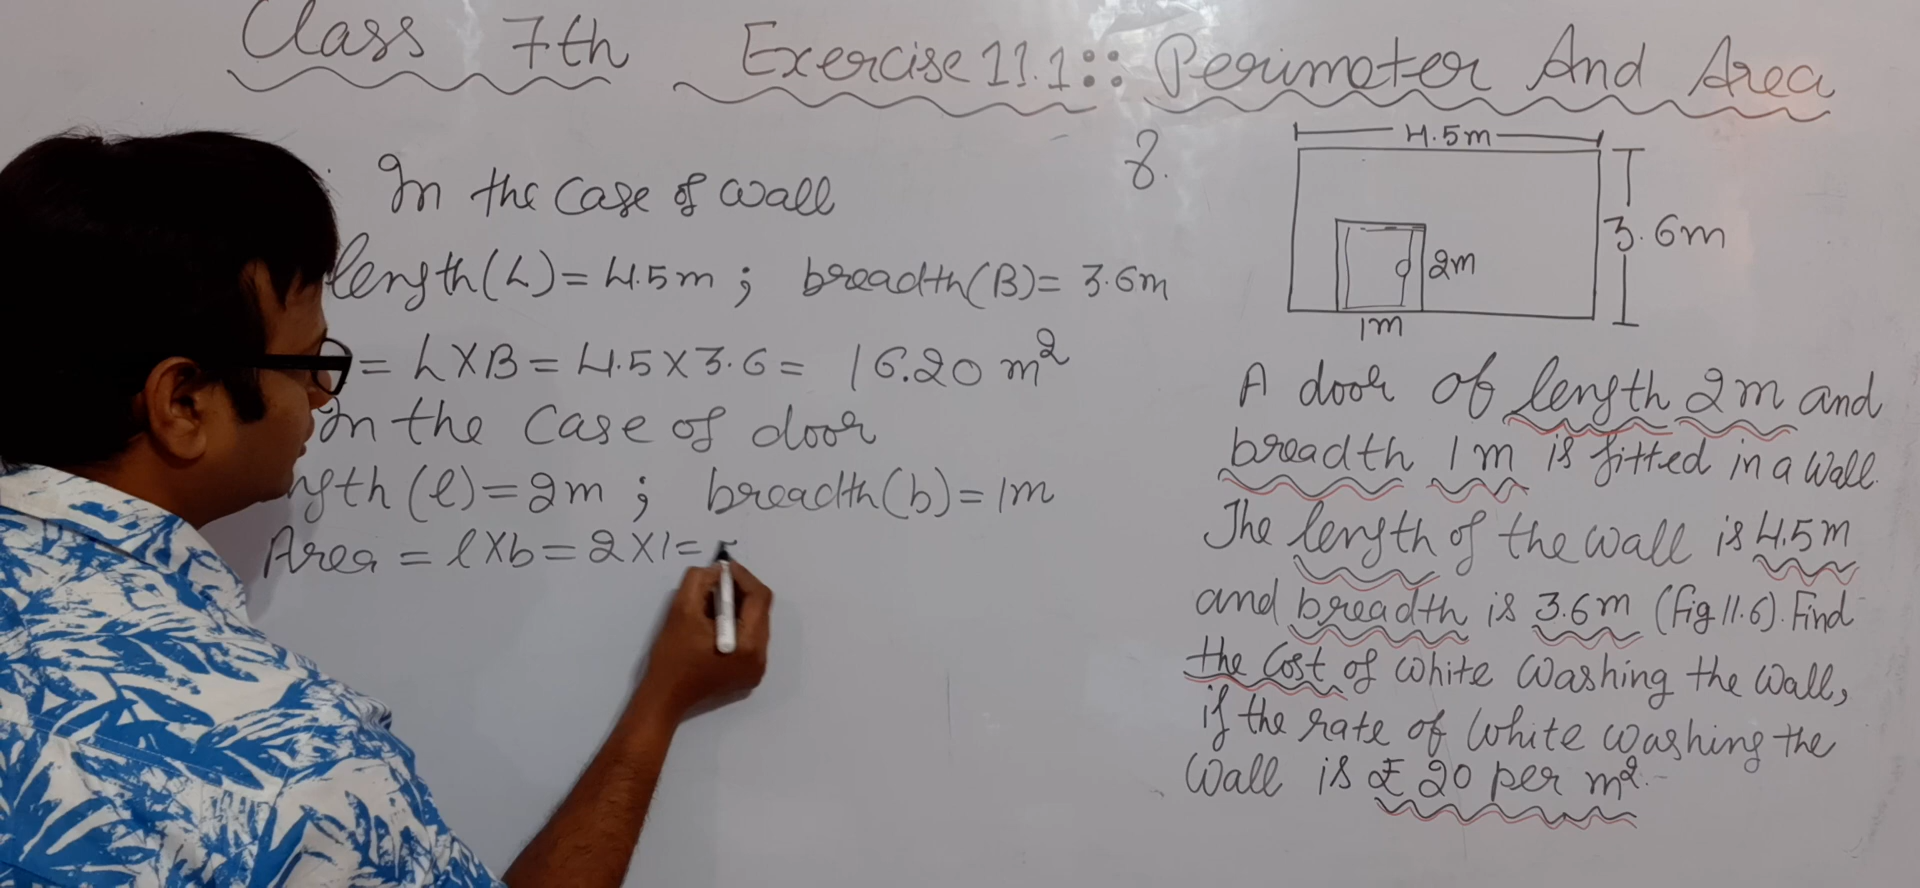 Class 7th Exercise 11.1 :: Perimeter And Area
In the case of wall
length (L) = 4.5m ; breadth (B) = 3.6m
= L X B = 4.5 X 3.6 = 16.20 m²
In the case of door
ngth (l) = 2m ; breadth (b) = 1m
Area = l X b = 2 X 1 =
8.
4.5m
3.6m
2m
1m
A door of length 2m and
breadth 1m is fitted in a wall.
The length of the wall is 4.5m
and breadth is 3.6m (fig 11.6). Find
the cost of white washing the wall,
if the rate of white washing the
wall is ₹ 20 per m².